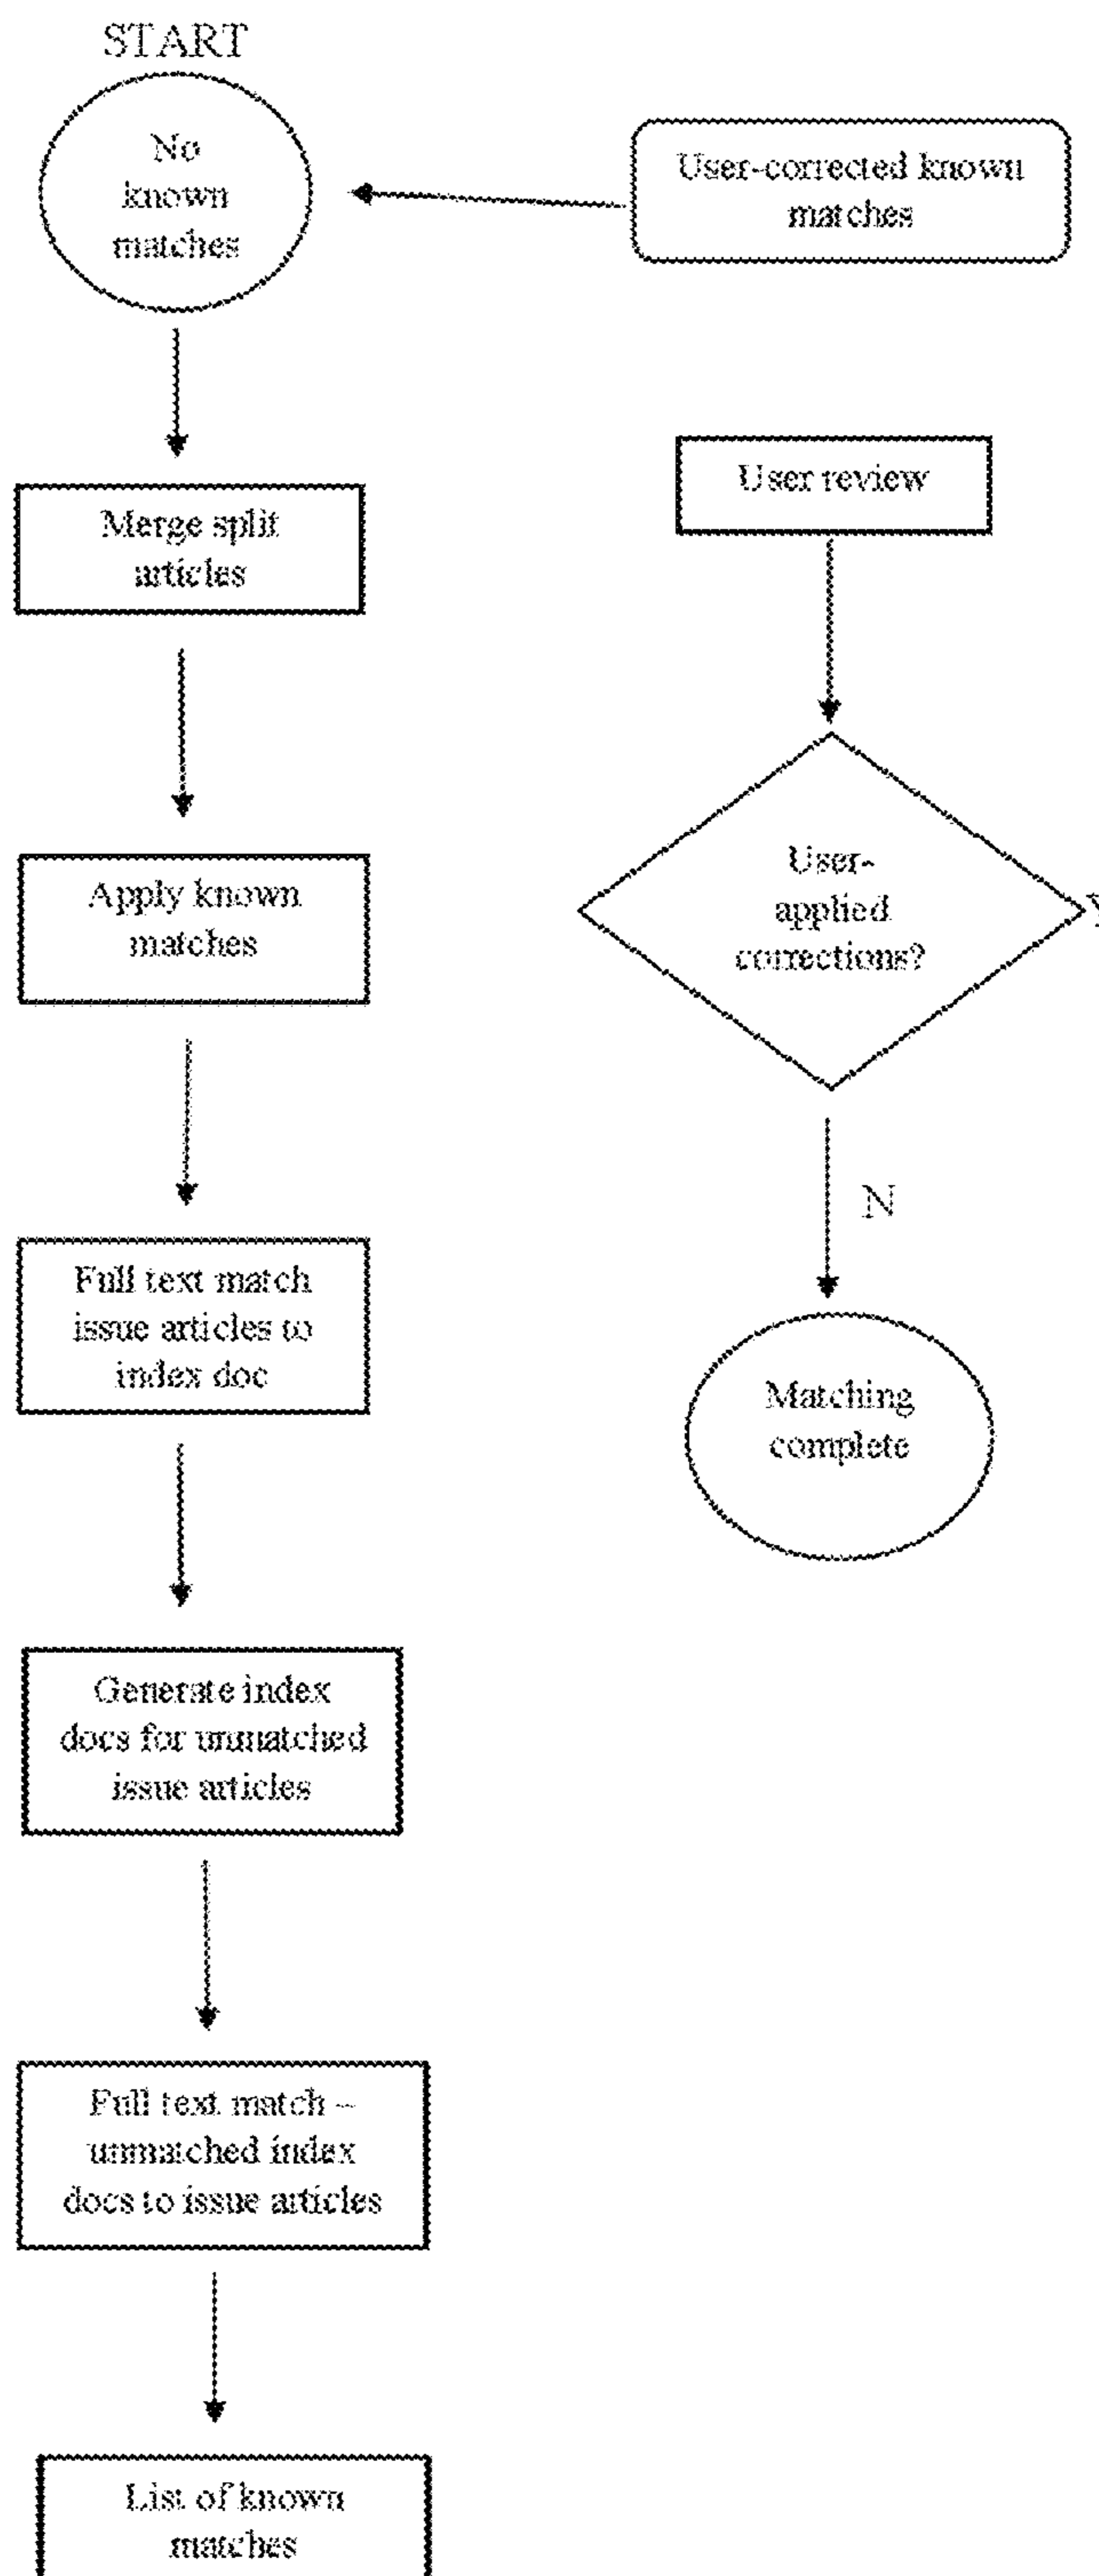 START
No
known
matches
User-corrected known
matches
Merge split
articles
User review
Apply known
matches
User-
applied
corrections?
Y
N
Full text match
issue articles to
index doc
Matching
complete
Generate index
docs for unmatched
issue articles
Full text match –
unmatched index
docs to issue articles
List of known
matches